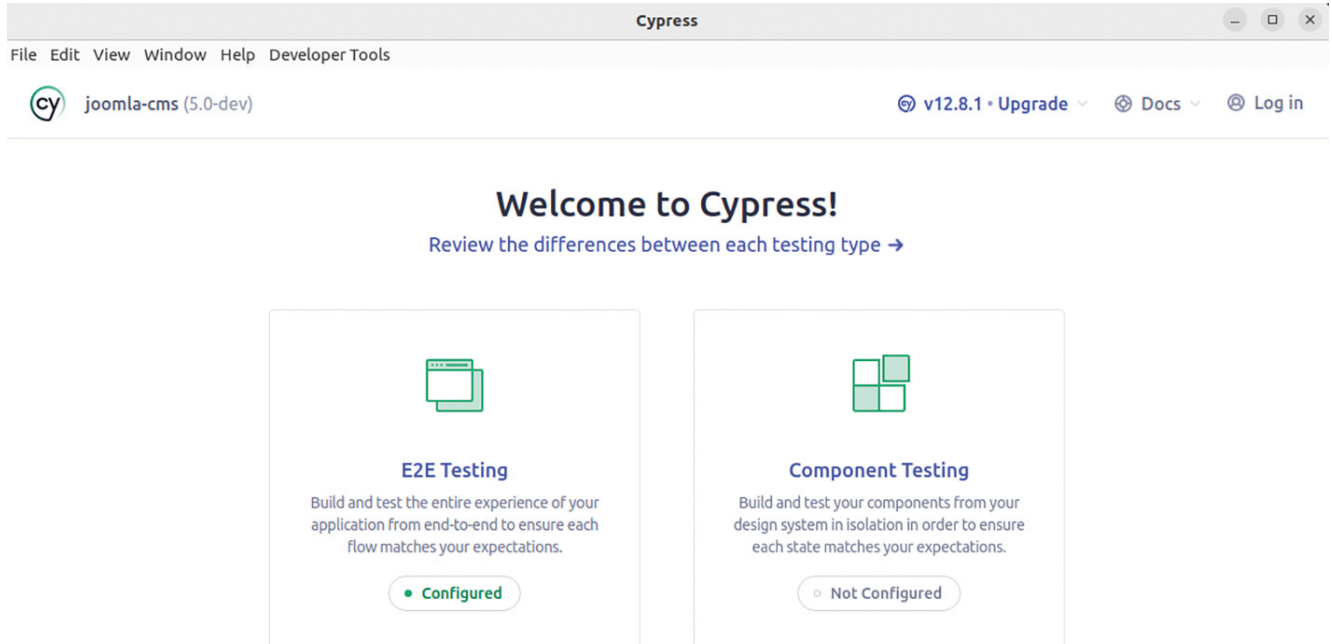 Cypress
File Edit View Window Help Developer Tools
cy joomla-cms (5.0-dev) v12.8.1 • Upgrade Docs Log in
Welcome to Cypress!
Review the differences between each testing type →
E2E Testing
Build and test the entire experience of your
application from end-to-end to ensure each
flow matches your expectations.
Configured
Component Testing
Build and test your components from your
design system in isolation in order to ensure
each state matches your expectations.
Not Configured